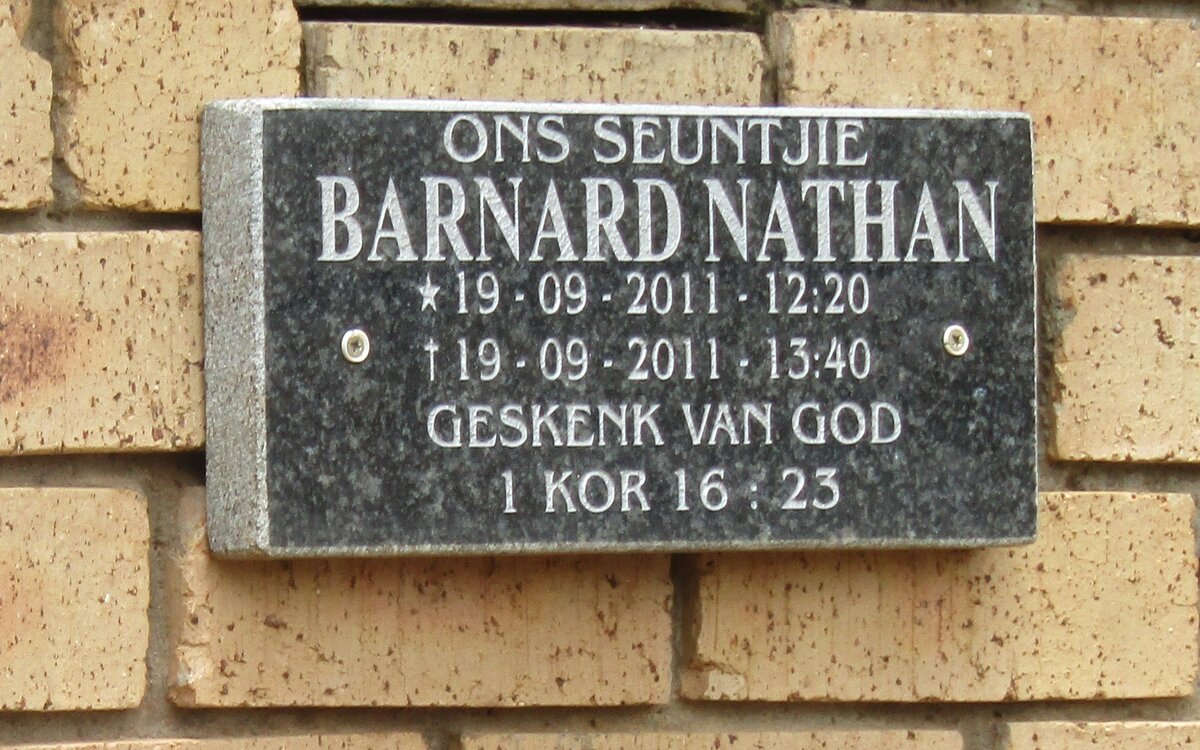 ONS SEUNTJIE
BARNARD NATHAN
★ 19 - 09 - 2011 - 12:20
† 19 - 09 - 2011 - 13:40
GESKENK VAN GOD
1 KOR 16 : 23